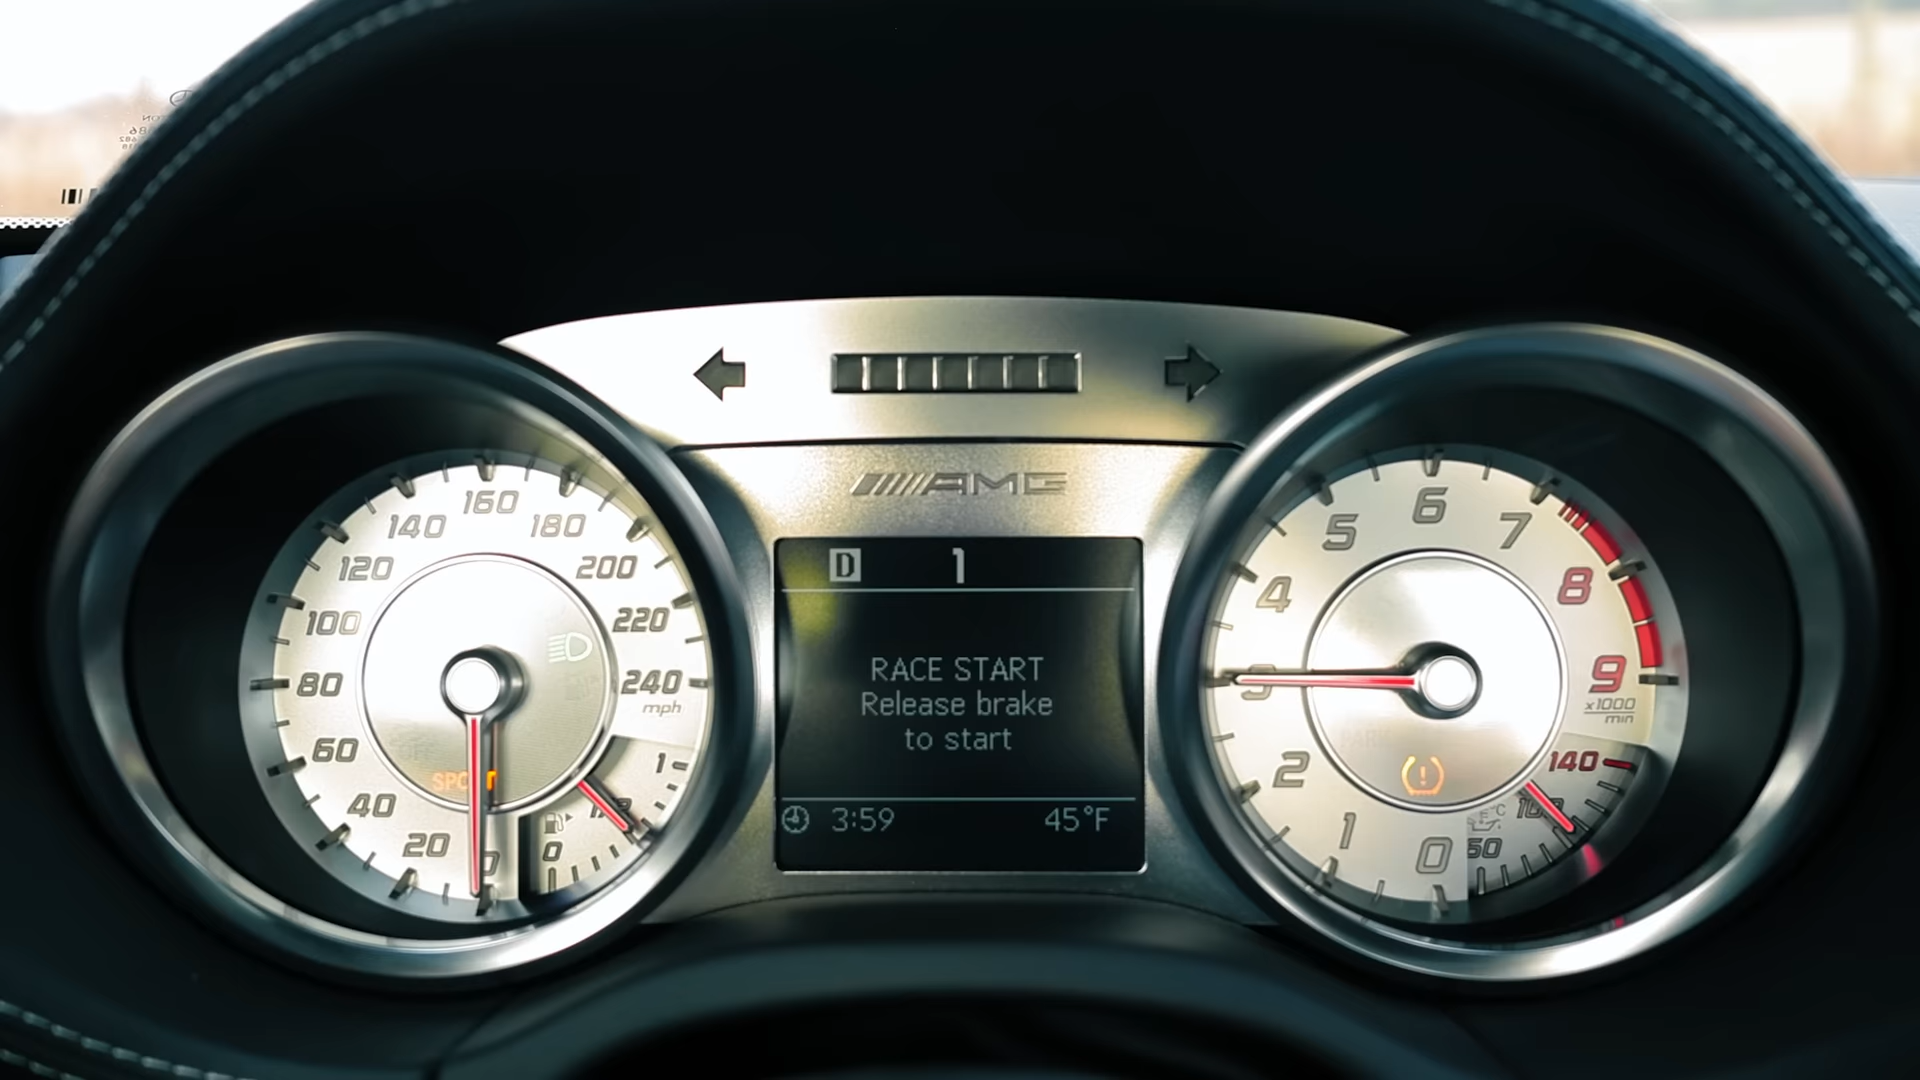 AMG
D 1
RACE START
Release brake
to start
3:59 45°F
0
20
40
60
80
100
120
140
160
180
200
220
240
mph
SPORT
1
0
0
1
2
3
4
5
6
7
8
9
x1000
min
140
100
50
°C